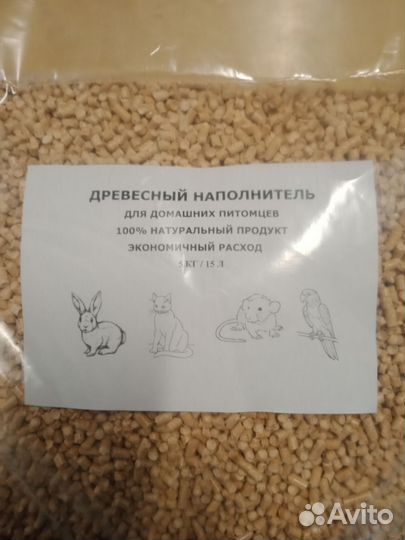 ДРЕВЕСНЫЙ НАПОЛНИТЕЛЬ
ДЛЯ ДОМАШНИХ ПИТОМЦЕВ
100% НАТУРАЛЬНЫЙ ПРОДУКТ
ЭКОНОМИЧНЫЙ РАСХОД
5 КГ / 15 Л
Avito